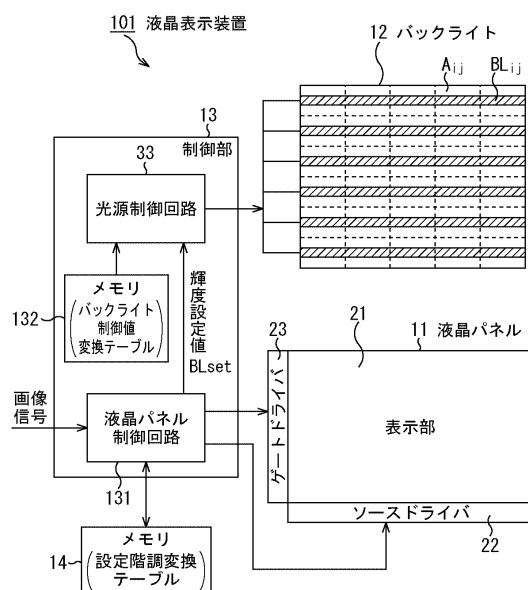 101 液晶表示装置
12 バックライト
Aij
BLij
13
制御部
33
光源制御回路
メモリ
(バックライト
制御値
変換テーブル)
132
輝度設定値
BLset
画像
信号
液晶パネル
制御回路
131
メモリ
(設定階調変換
テーブル)
14
23
21
11 液晶パネル
ゲートドライバ
表示部
ソースドライバ
22